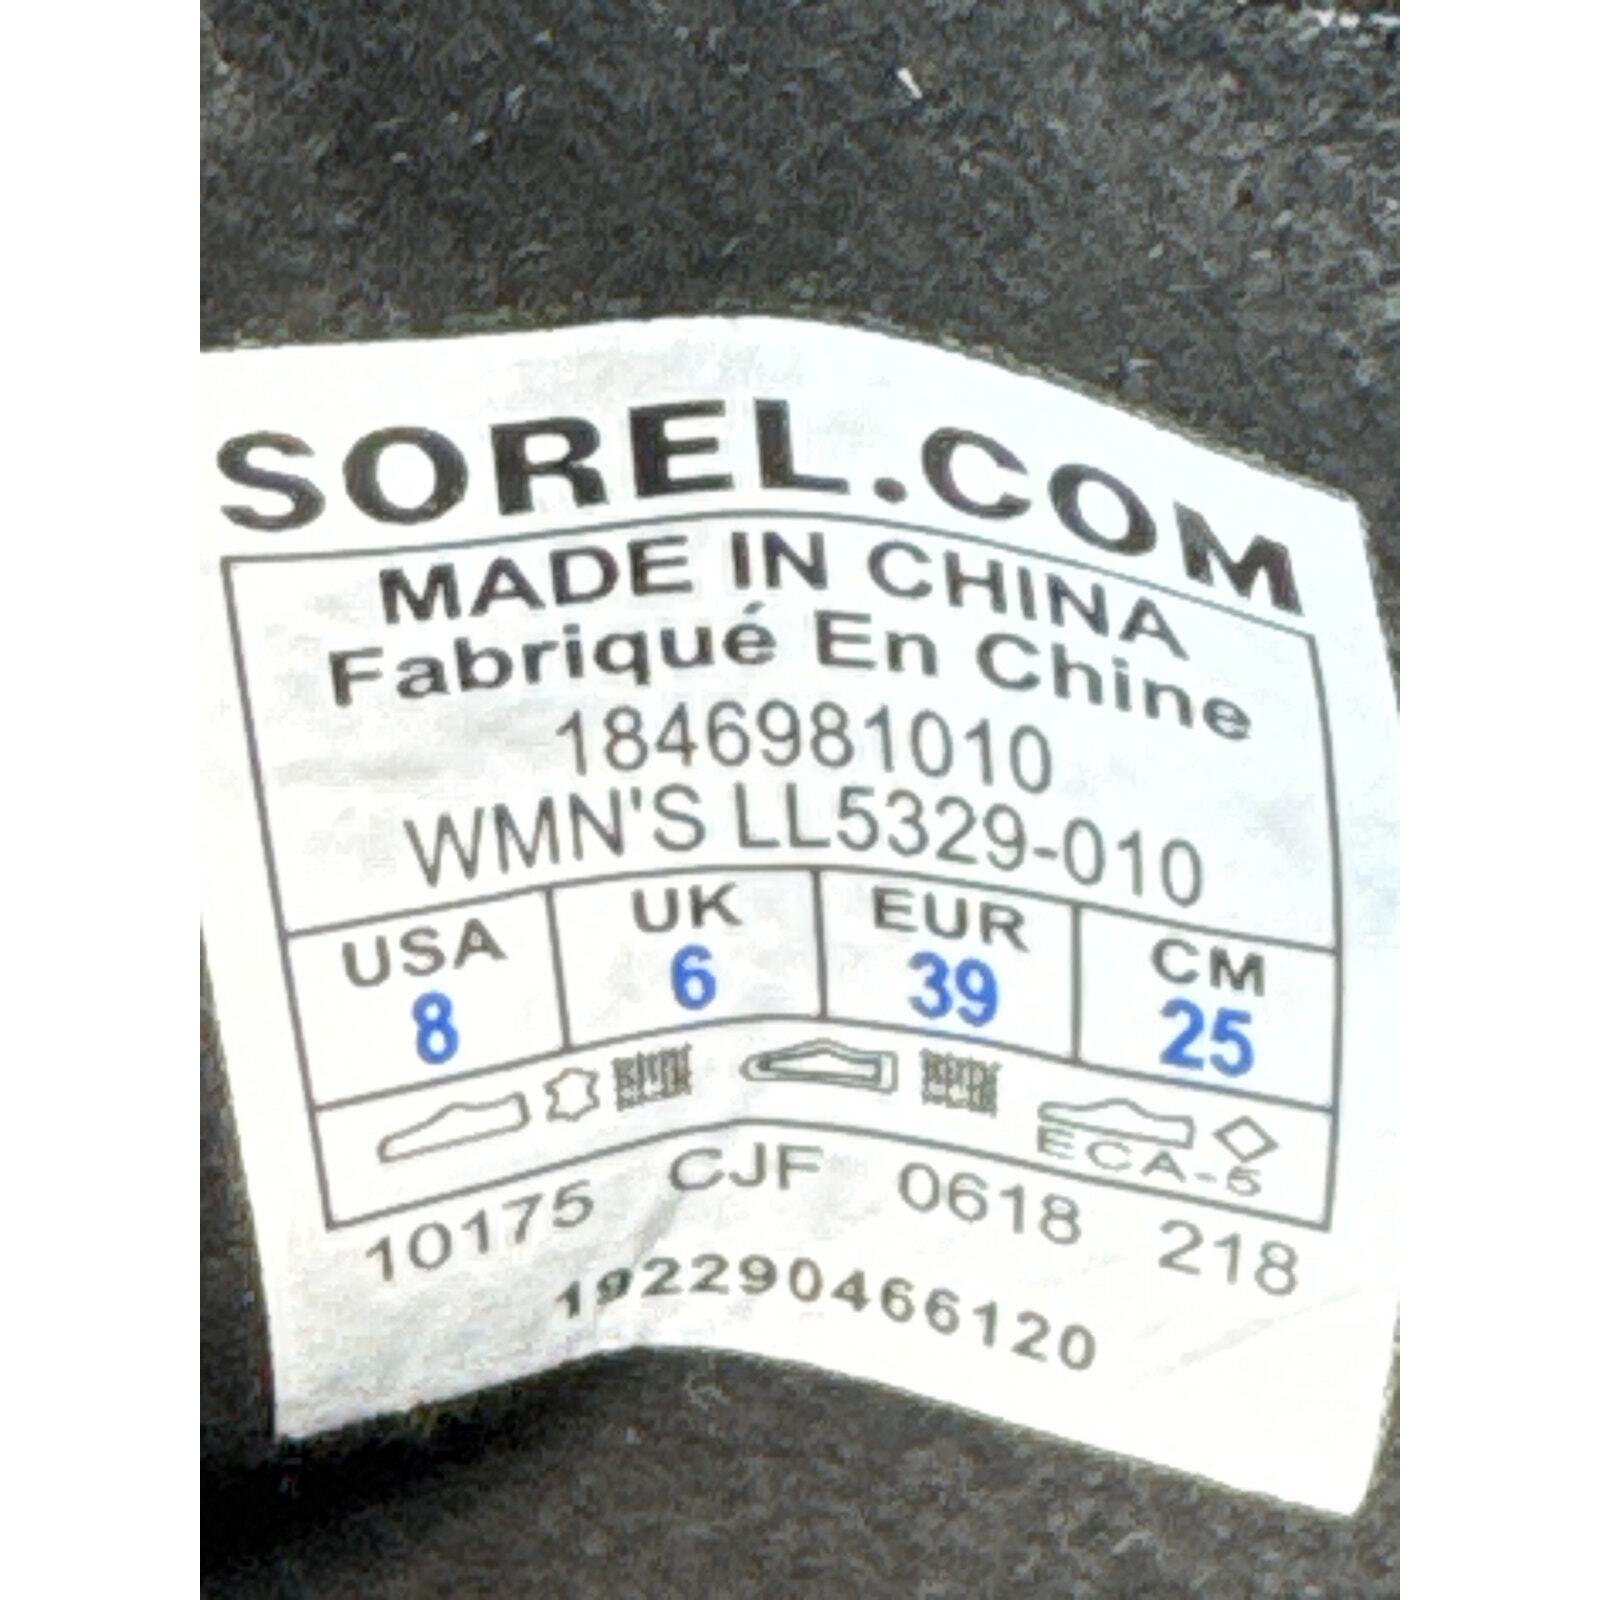 SOREL.COM
MADE IN CHINA
Fabriqué En Chine
1846981010
WMN'S LL5329-010
USA UK EUR CM
8 6 39 25
ECA-5
10175 CJF 0618 218
192290466120